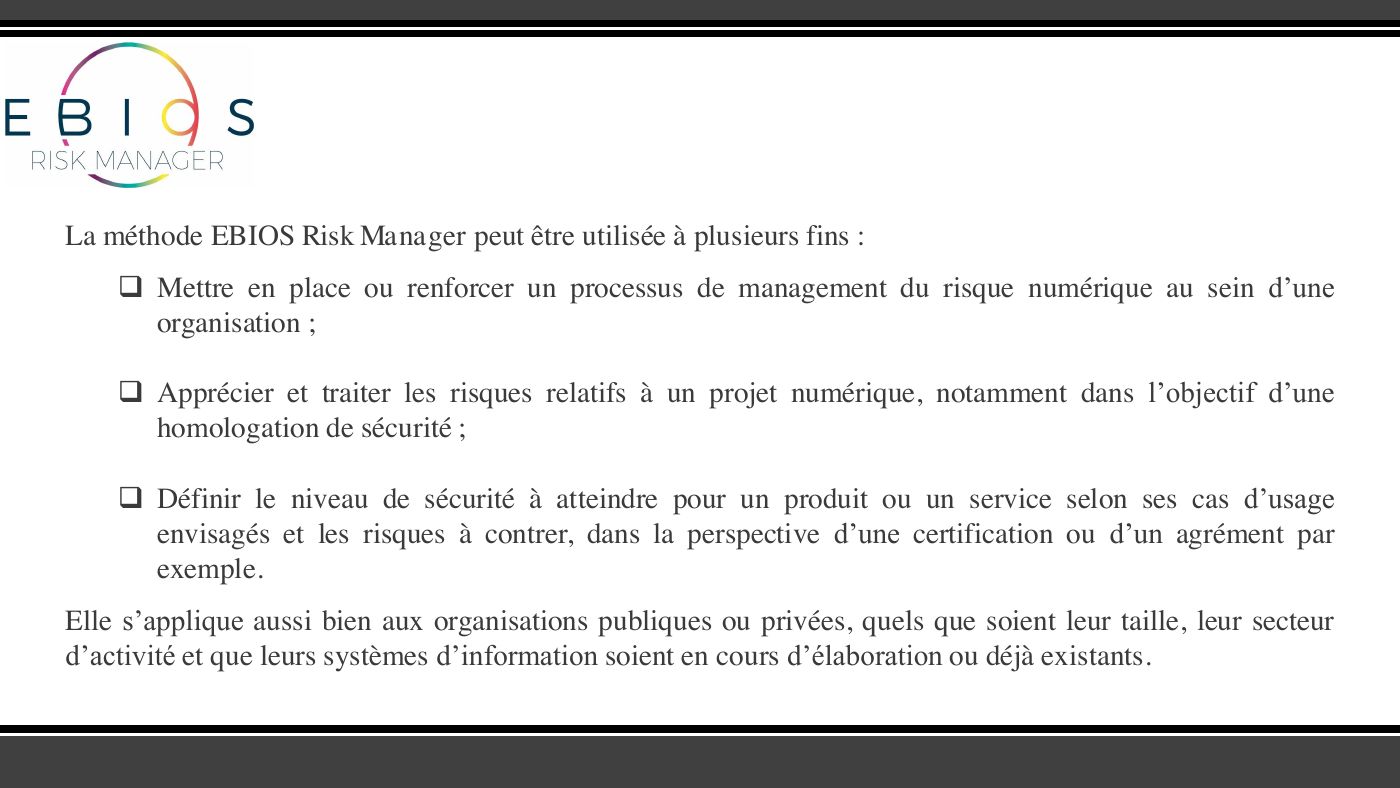 EBIOS
RISK MANAGER
La méthode EBIOS Risk Manager peut être utilisée à plusieurs fins :
❑ Mettre en place ou renforcer un processus de management du risque numérique au sein d’une
organisation ;
❑ Apprécier et traiter les risques relatifs à un projet numérique, notamment dans l’objectif d’une
homologation de sécurité ;
❑ Définir le niveau de sécurité à atteindre pour un produit ou un service selon ses cas d’usage
envisagés et les risques à contrer, dans la perspective d’une certification ou d’un agrément par
exemple.
Elle s’applique aussi bien aux organisations publiques ou privées, quels que soient leur taille, leur secteur
d’activité et que leurs systèmes d’information soient en cours d’élaboration ou déjà existants.